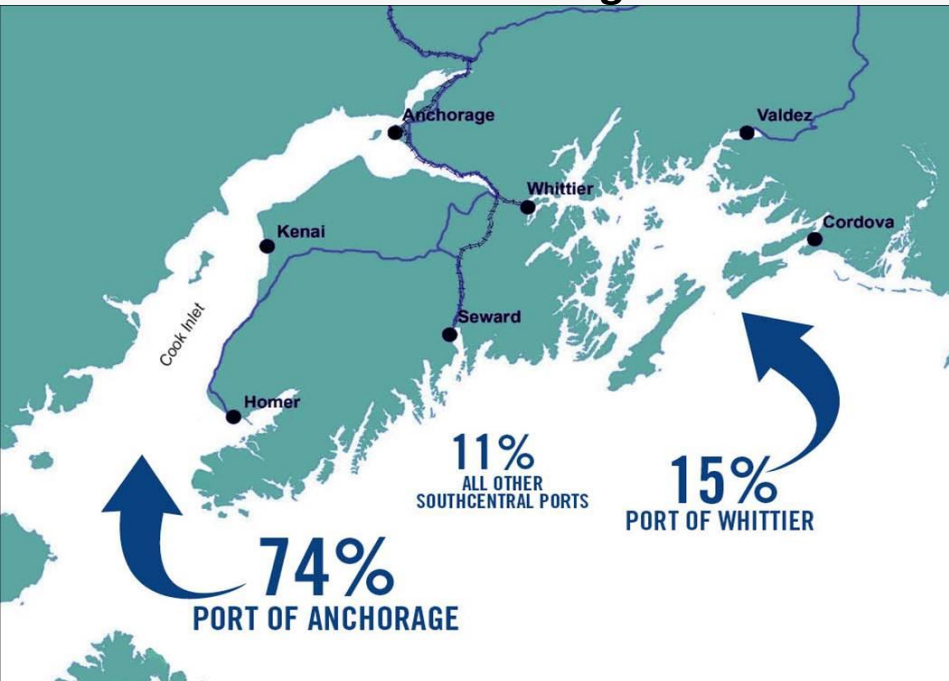 Anchorage
Valdez
Whittier
Cordova
Kenai
Seward
Cook Inlet
Homer
11%
ALL OTHER
SOUTHCENTRAL PORTS
15%
PORT OF WHITTIER
74%
PORT OF ANCHORAGE